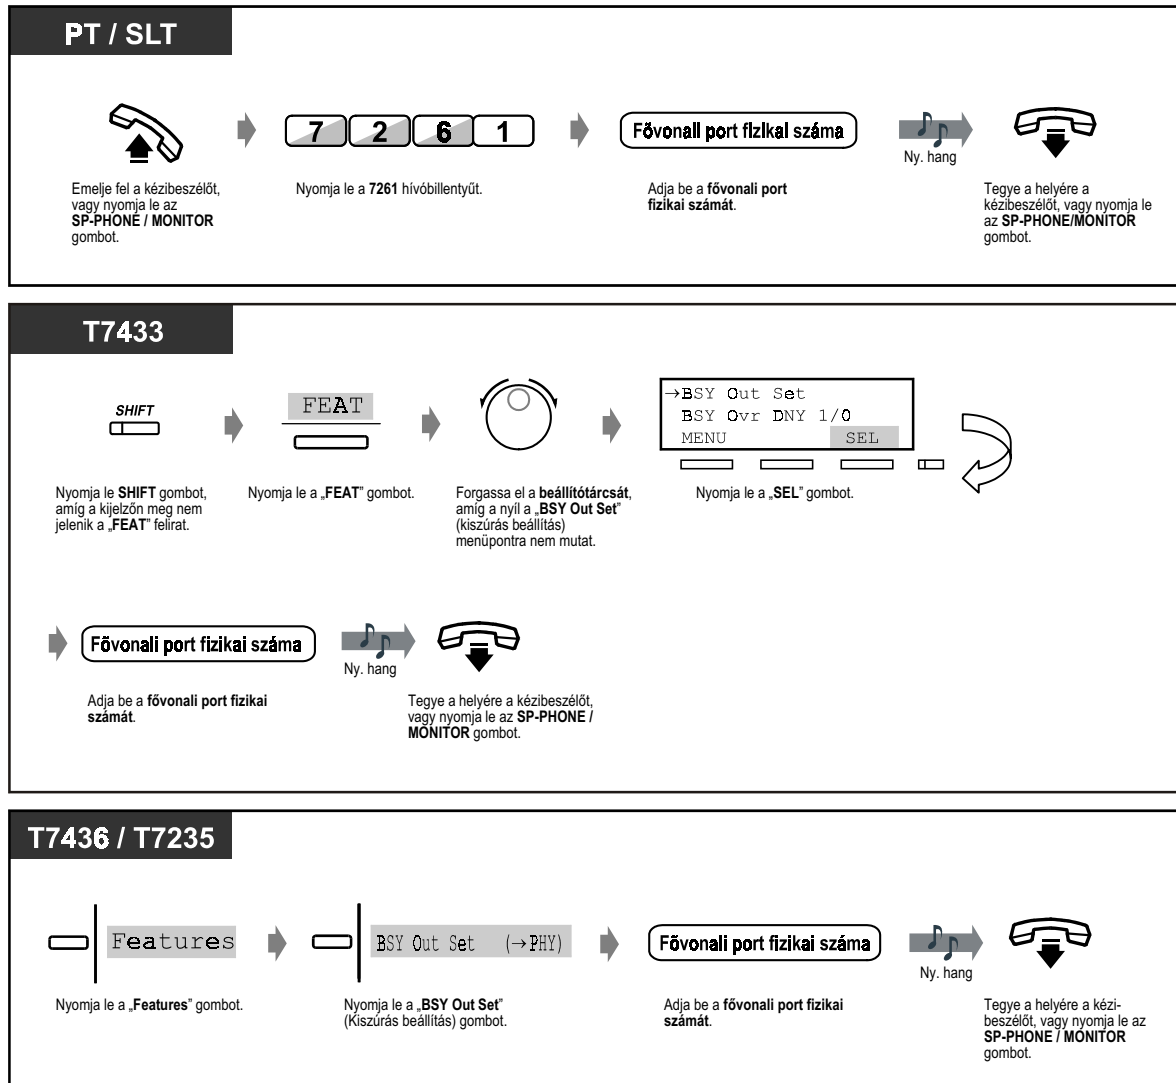 PT / SLT
7 2 6 1
Fõvonali port fizikai száma
Ny. hang
Emelje fel a kézibeszélőt,
vagy nyomja le az
SP-PHONE / MONITOR
gombot.
Nyomja le a 7261 hívóbillentyűt.
Adja be a fővonali port
fizikai számát.
Tegye a helyére a
kézibeszélőt, vagy nyomja le
az SP-PHONE/MONITOR
gombot.
T7433
SHIFT
FEAT
→BSY Out Set
BSY Ovr DNY 1/0
MENU SEL
Nyomja le SHIFT gombot,
amíg a kijelzőn meg nem
jelenik a „FEAT” felirat.
Nyomja le a „FEAT” gombot.
Forgassa el a beállítótárcsát,
amíg a nyíl a „BSY Out Set”
(kiszúrás beállítás)
menüpontra nem mutat.
Nyomja le a „SEL” gombot.
Fõvonali port fizikai száma
Ny. hang
Adja be a fővonali port fizikai
számát.
Tegye a helyére a kézibeszélőt,
vagy nyomja le az SP-PHONE /
MONITOR gombot.
T7436 / T7235
Features
BSY Out Set (→PHY)
Fõvonali port fizikai száma
Ny. hang
Nyomja le a „Features” gombot.
Nyomja le a „BSY Out Set”
(Kiszúrás beállítás) gombot.
Adja be a fővonali port fizikai
számát.
Tegye a helyére a kézi-
beszélőt, vagy nyomja le az
SP-PHONE / MONITOR
gombot.